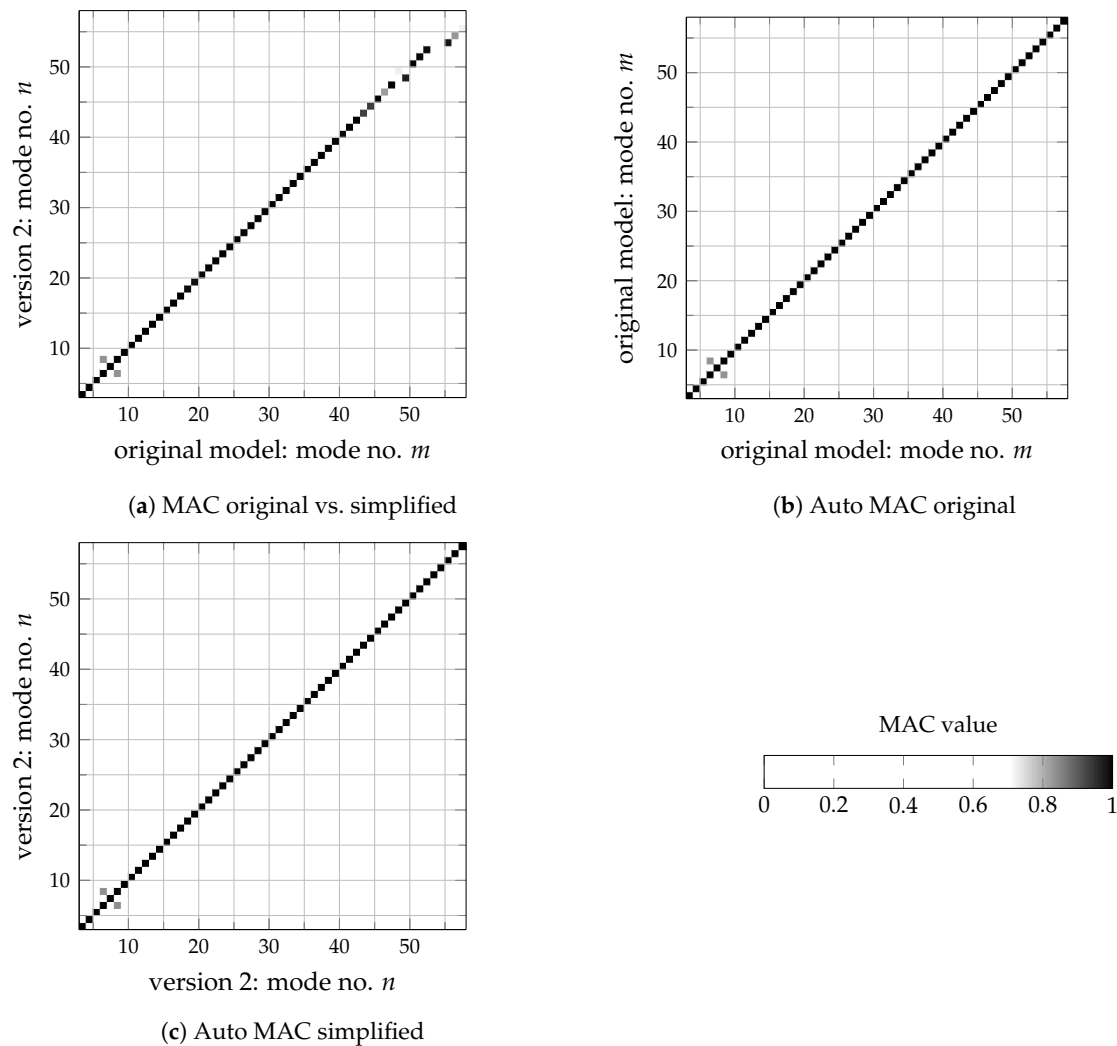 50
40
30
20
10
version 2: mode no. n
10 20 30 40 50
original model: mode no. m
(a) MAC original vs. simplified
50
40
30
20
10
original model: mode no. m
10 20 30 40 50
original model: mode no. m
(b) Auto MAC original
50
40
30
20
10
version 2: mode no. n
10 20 30 40 50
version 2: mode no. n
(c) Auto MAC simplified
MAC value
0 0.2 0.4 0.6 0.8 1